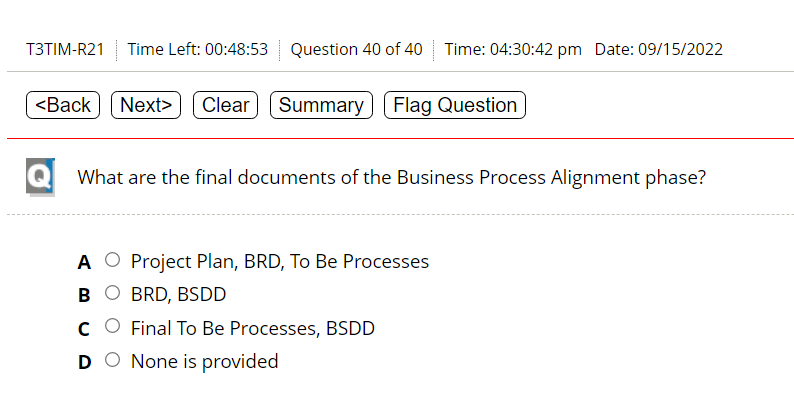 T3TIM-R21 Time Left: 00:48:53 Question 40 of 40 Time: 04:30:42 pm Date: 09/15/2022
<Back Next> Clear Summary Flag Question
Q What are the final documents of the Business Process Alignment phase?
A Project Plan, BRD, To Be Processes
B BRD, BSDD
C Final To Be Processes, BSDD
D None is provided